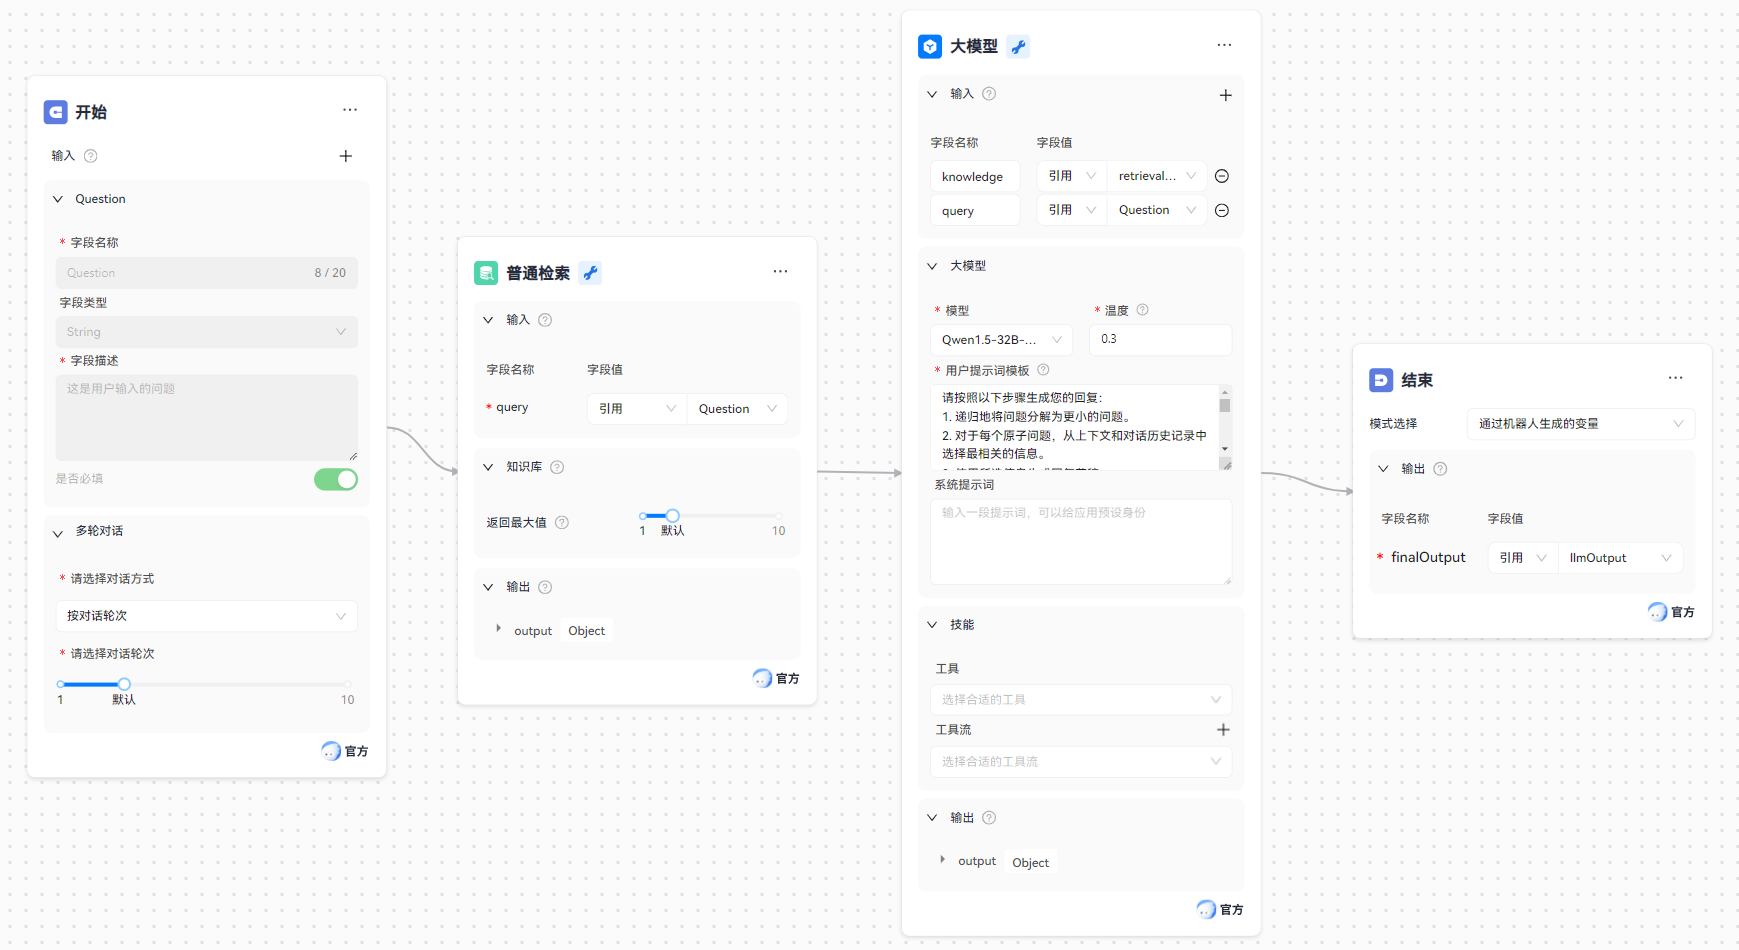 开始
输入
Question
* 字段名称
Question 8 / 20
字段类型
String
* 字段描述
这是用户输入的问题
是否必填
多轮对话
* 请选择对话方式
按对话轮次
* 请选择对话轮次
1 默认 10
官方
普通检索
输入
字段名称 字段值
* query 引用 Question
知识库
返回最大值
1 默认 10
输出
output Object
官方
大模型
输入
字段名称 字段值
knowledge 引用 retrieval...
query 引用 Question
大模型
* 模型 * 温度
Qwen1.5-32B-... 0.3
* 用户提示词模板
请按照以下步骤生成您的回复：
1. 递归地将问题分解为更小的问题。
2. 对于每个原子问题，从上下文和对话历史记录中
选择最相关的信息。
系统提示词
输入一段提示词，可以给应用预设身份
技能
工具
选择合适的工具
工具流
选择合适的工具流
输出
output Object
官方
结束
模式选择 通过机器人生成的变量
输出
字段名称 字段值
* finalOutput 引用 llmOutput
官方